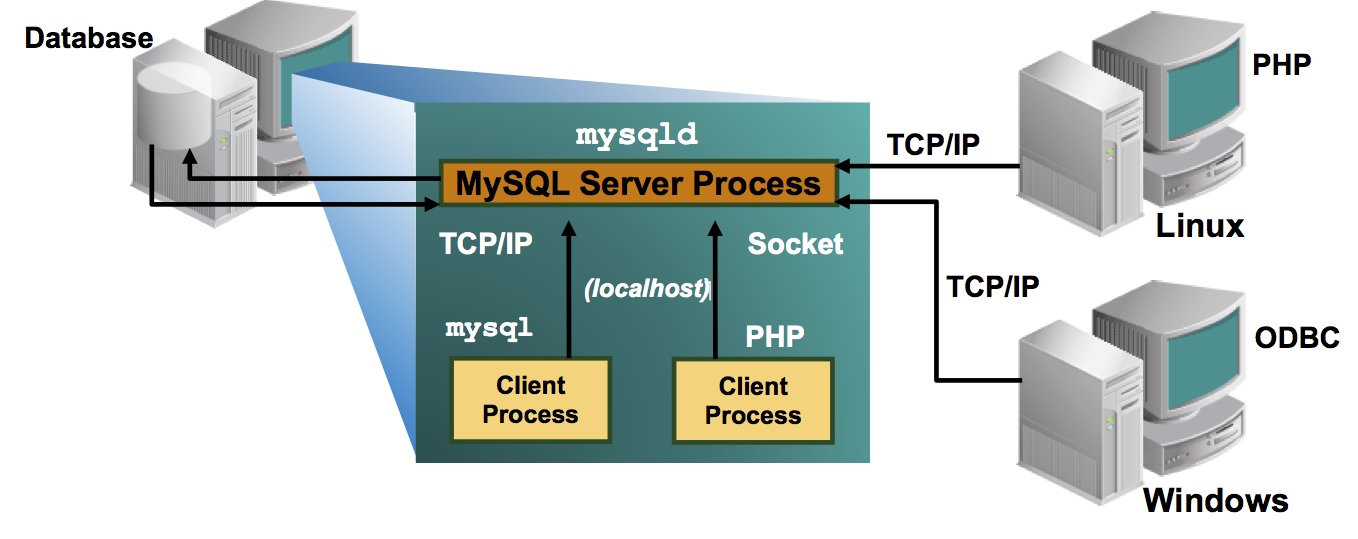 Database
mysqld
MySQL Server Process
TCP/IP
Socket
(localhost)
mysql
PHP
Client
Process
Client
Process
TCP/IP
PHP
Linux
TCP/IP
ODBC
Windows